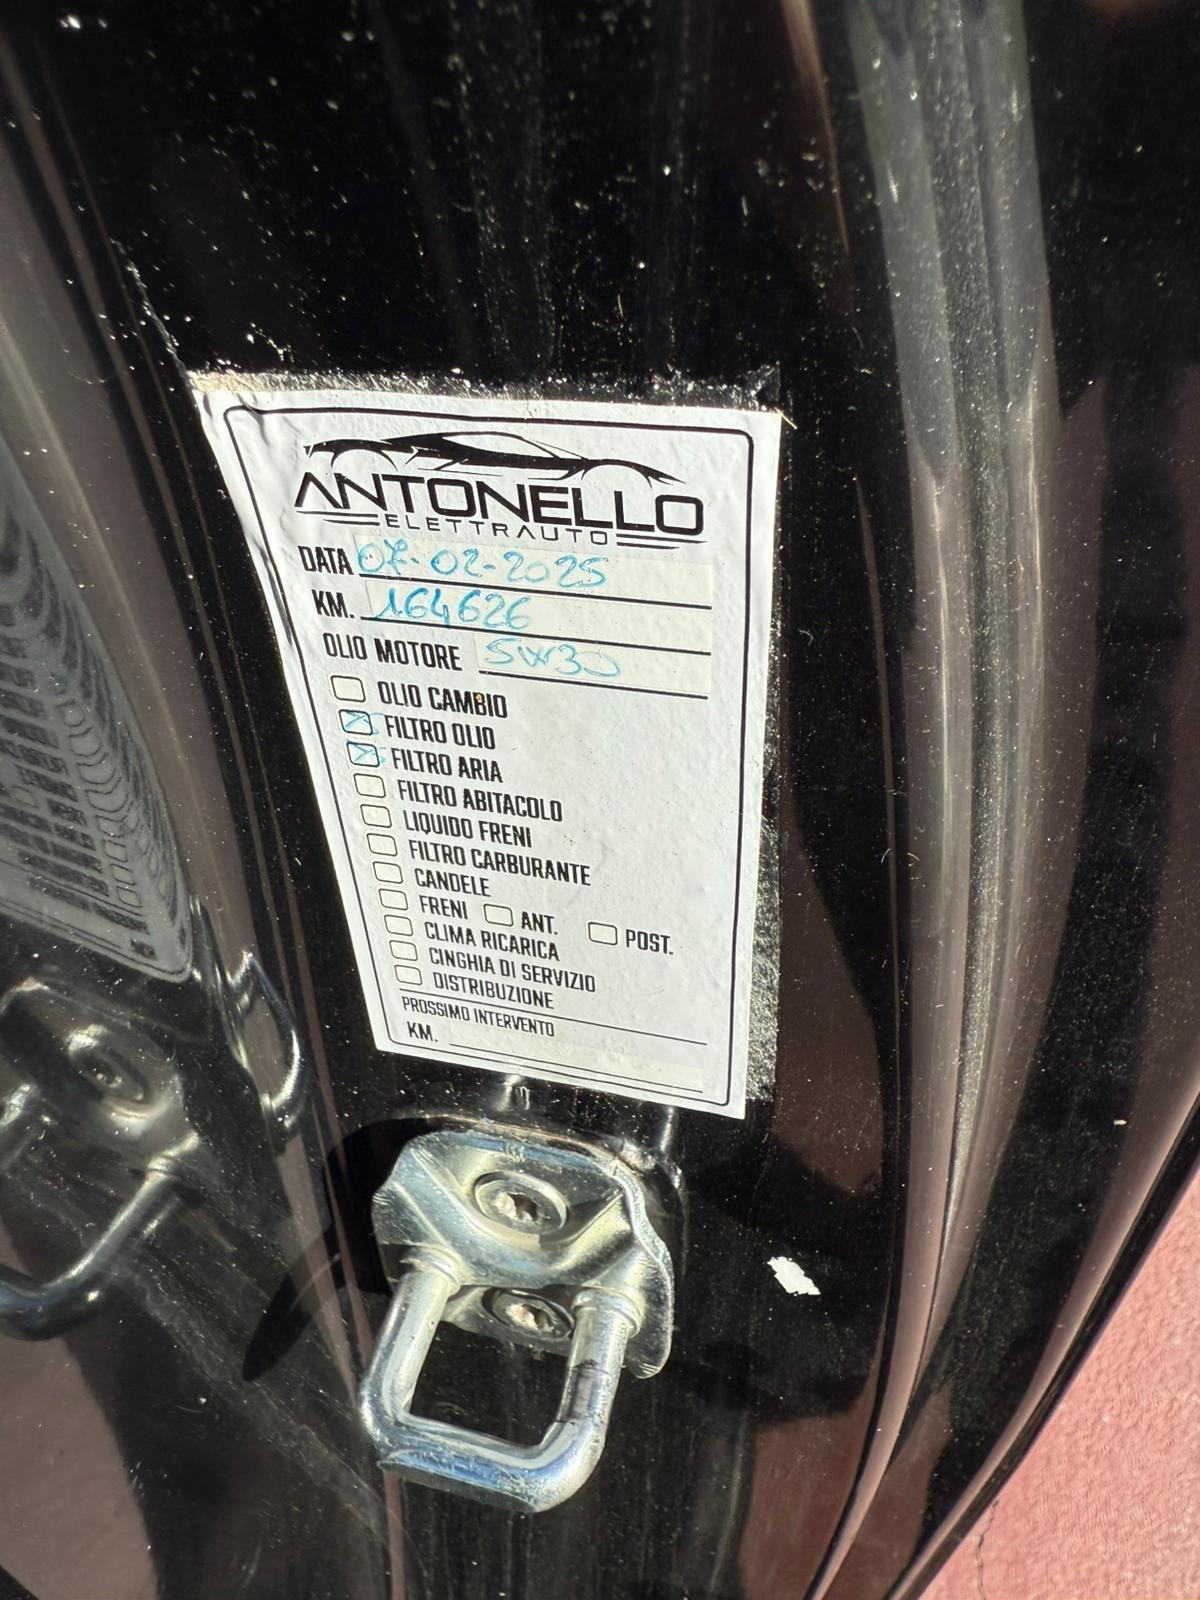 ANTONELLO
ELETTRAUTO
DATA 07-02-2025
KM. 164626
OLIO MOTORE 5W30
OLIO CAMBIO
FILTRO OLIO
FILTRO ARIA
FILTRO ABITACOLO
LIQUIDO FRENI
FILTRO CARBURANTE
CANDELE
FRENI ANT. POST.
CLIMA RICARICA
CINGHIA DI SERVIZIO
DISTRIBUZIONE
PROSSIMO INTERVENTO
KM.